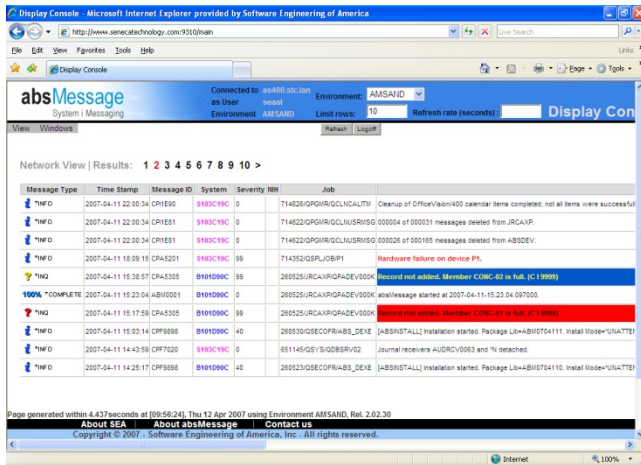 Display Console - Microsoft Internet Explorer provided by Software Engineering of America
http://www.senecatechnology.com:9310/main
Live Search
File Edit View Favorites Tools Help
Links
Display Console
Page Tools
absMessage
System i Messaging
Connected to as400.stc.lan
as User seaat
Environment AMSAND
Environment: AMSAND
Limit rows: 10
Refresh rate (seconds) :
Display Con
View Windows
Refresh Logoff
Network View | Results: 1 2 3 4 5 6 7 8 9 10 >
Message Type Time Stamp Message ID System Severity NIH Job
*INFO 2007-04-11 22:00:34 CPI1E90 S103C19C 0 714628/QPGMR/QCLNCALITM Cleanup of OfficeVision/400 calendar items completed; not all items were successful
*INFO 2007-04-11 22:00:34 CPI1E81 S103C19C 0 714622/QPGMR/QCLNUSRMSG 000004 of 000031 messages deleted from JRCAXP.
*INFO 2007-04-11 22:00:34 CPI1E81 S103C19C 0 714622/QPGMR/QCLNUSRMSG 000026 of 000165 messages deleted from ABSDEV.
*INFO 2007-04-11 18:09:15 CPA5201 S103C19C 99 714352/QSPLJOB/P1 Hardware failure on device P1.
*INQ 2007-04-11 15:38:57 CPA5305 B101D90C 99 260525/JRCAXP/QPADEV000K Record not added. Member CONC-02 is full. (C I 9999)
100% *COMPLETE 2007-04-11 15:23:04 ABM0001 B101D90C 0 260525/JRCAXP/QPADEV000K absMessage started at 2007-04-11-15.23.04.097000.
*INQ 2007-04-11 15:17:59 CPA5305 B101D90C 99 260525/JRCAXP/QPADEV000K Record not added. Member CONC-01 is full. (C I 9999)
*INFO 2007-04-11 15:03:14 CPF9898 B101D90C 40 260530/QSECOFR/ABS_DEXE [ABSINSTALL] Installation started. Package Lib=ABM0704111. Install Mode=*UNATTEN
*INFO 2007-04-11 14:43:59 CPF7020 S103C19C 0 651145/QSYS/QDBSRV02 Journal receivers AUDRCV0063 and *N detached.
*INFO 2007-04-11 14:25:17 CPF9898 B101D90C 40 260523/QSECOFR/ABS_DEXE [ABSINSTALL] Installation started. Package Lib=ABM0704110. Install Mode=*UNATTEN
Page generated within 4.437seconds at [09:56:24], Thu 12 Apr 2007 using Environment AMSAND, Rel. 2.02.30
About SEA | About absMessage | Contact us
Copyright © 2007 - Software Engineering of America, Inc - All rights reserved.
Internet 100%